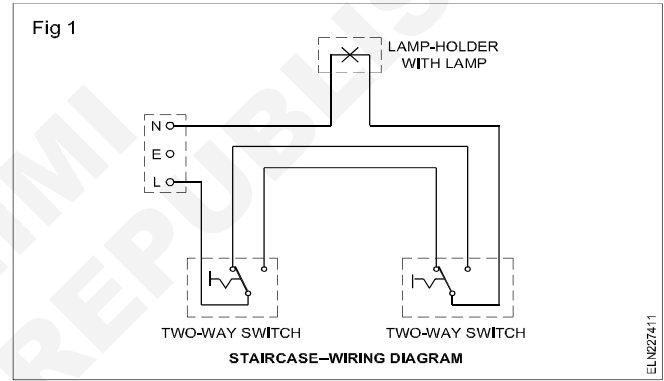 Fig 1
LAMP-HOLDER
WITH LAMP
N
E
L
TWO-WAY SWITCH
TWO-WAY SWITCH
STAIRCASE–WIRING DIAGRAM
ELN227411